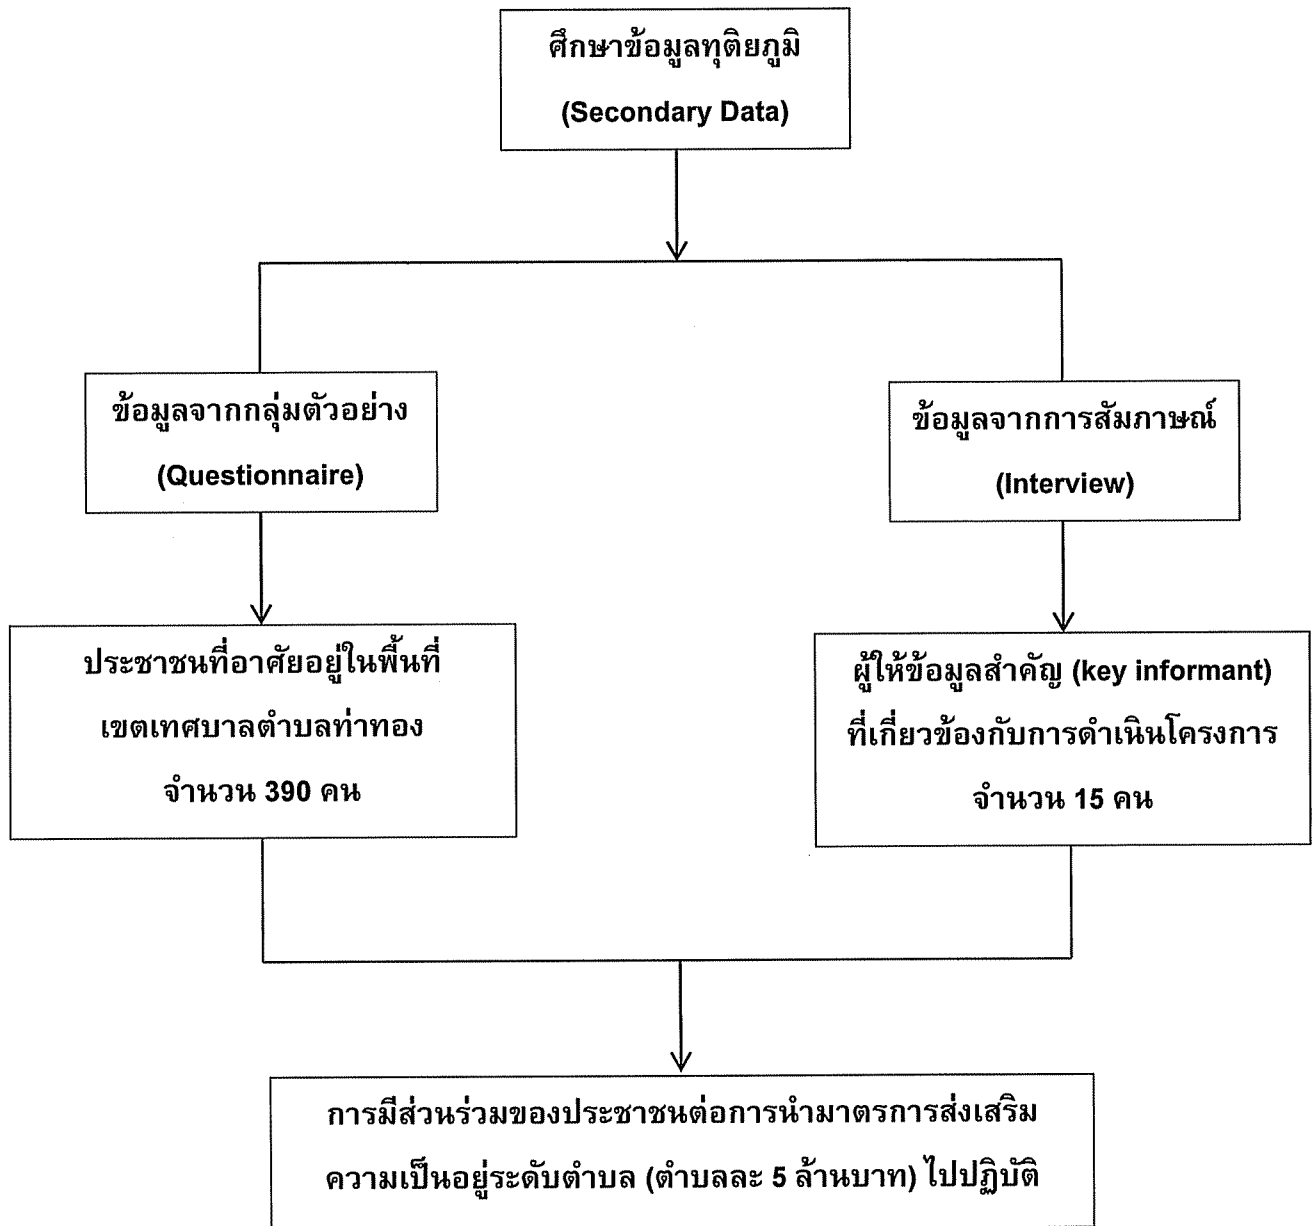 ศึกษาข้อมูลทุติยภูมิ
(Secondary Data)
ข้อมูลจากกลุ่มตัวอย่าง
(Questionnaire)
ข้อมูลจากการสัมภาษณ์
(Interview)
ประชาชนที่อาศัยอยู่ในพื้นที่
เขตเทศบาลตำบลท่าทอง
จำนวน 390 คน
ผู้ให้ข้อมูลสำคัญ (key informant)
ที่เกี่ยวข้องกับการดำเนินโครงการ
จำนวน 15 คน
การมีส่วนร่วมของประชาชนต่อการนำมาตรการส่งเสริม
ความเป็นอยู่ระดับตำบล (ตำบลละ 5 ล้านบาท) ไปปฏิบัติ